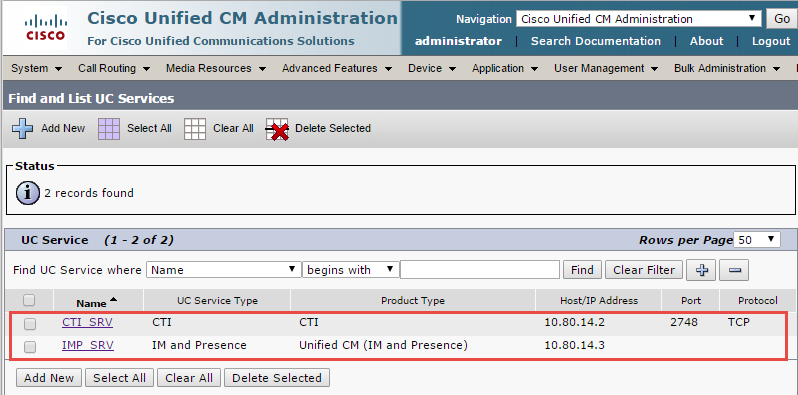 Cisco Unified CM Administration
For Cisco Unified Communications Solutions
CISCO
Navigation Cisco Unified CM Administration Go
administrator | Search Documentation | About | Logout
System Call Routing Media Resources Advanced Features Device Application User Management Bulk Administration
Find and List UC Services
Add New Select All Clear All Delete Selected
Status
2 records found
UC Service (1 - 2 of 2) Rows per Page 50
Find UC Service where Name begins with Find Clear Filter
Name UC Service Type Product Type Host/IP Address Port Protocol
CTI_SRV CTI CTI 10.80.14.2 2748 TCP
IMP_SRV IM and Presence Unified CM (IM and Presence) 10.80.14.3
Add New Select All Clear All Delete Selected